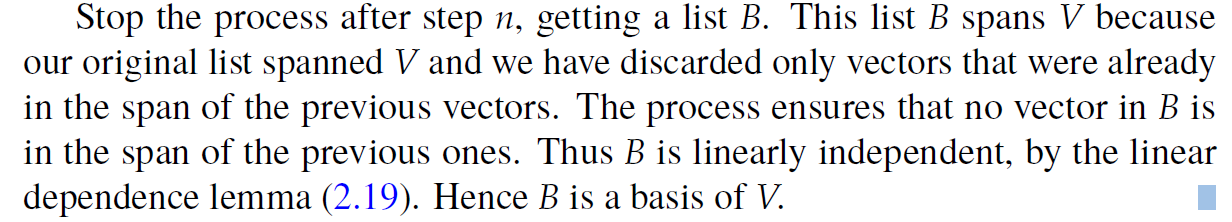 Stop the process after step n, getting a list B. This list B spans V because
our original list spanned V and we have discarded only vectors that were already
in the span of the previous vectors. The process ensures that no vector in B is
in the span of the previous ones. Thus B is linearly independent, by the linear
dependence lemma (2.19). Hence B is a basis of V.